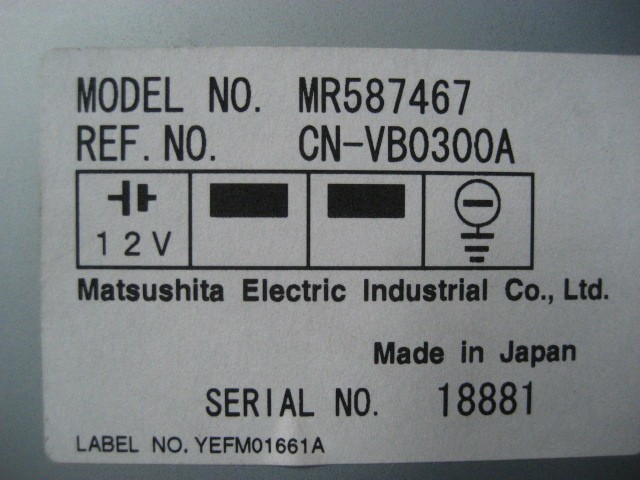 MODEL NO. MR587467
REF. NO. CN-VB0300A
12V
Matsushita Electric Industrial Co., Ltd.
Made in Japan
SERIAL NO. 18881
LABEL NO. YEFM01661A